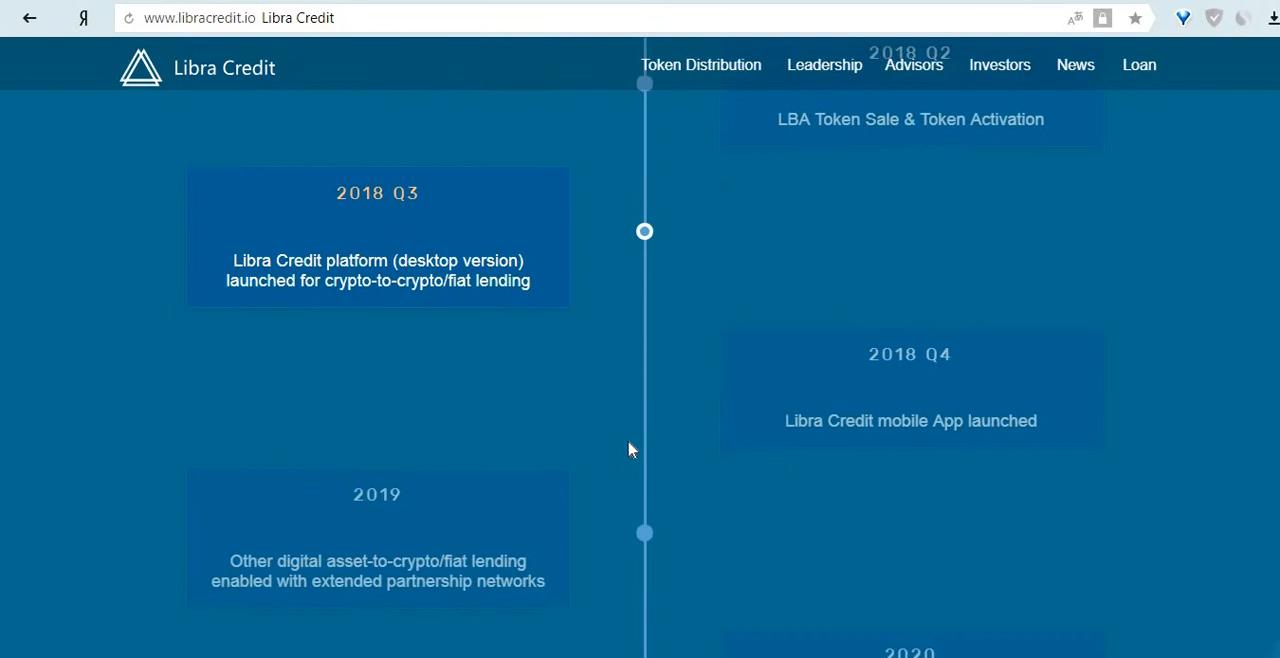 Я
www.libracredit.io Libra Credit
Libra Credit
Token Distribution
Leadership
Advisors
Investors
News
Loan
2018 Q2
LBA Token Sale & Token Activation
2018 Q3
Libra Credit platform (desktop version)
launched for crypto-to-crypto/fiat lending
2018 Q4
Libra Credit mobile App launched
2019
Other digital asset-to-crypto/fiat lending
enabled with extended partnership networks
2020